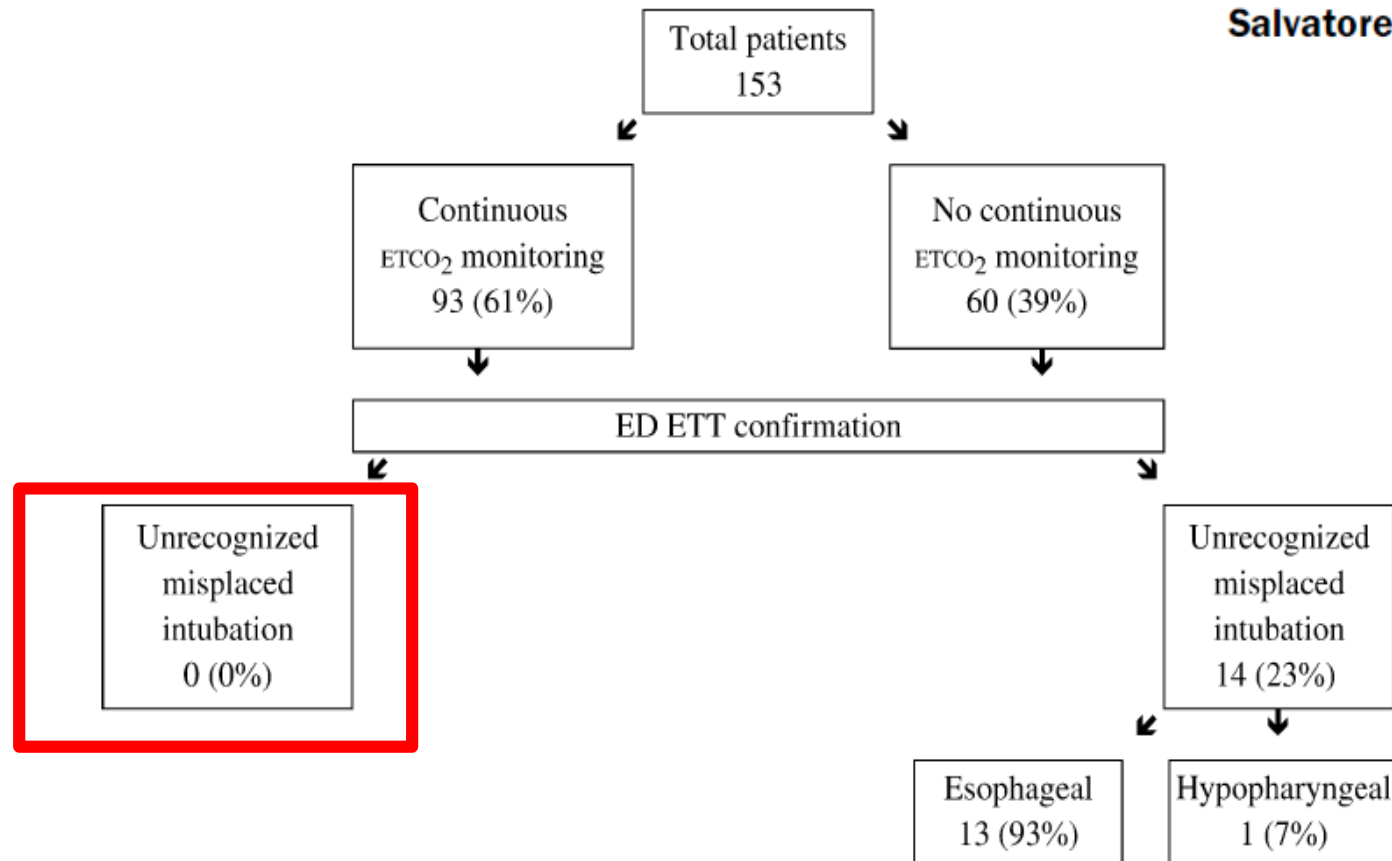 Salvatore
Total patients
153
Continuous
ETCO₂ monitoring
93 (61%)
No continuous
ETCO₂ monitoring
60 (39%)
ED ETT confirmation
Unrecognized
misplaced
intubation
0 (0%)
Unrecognized
misplaced
intubation
14 (23%)
Esophageal
13 (93%)
Hypopharyngeal
1 (7%)